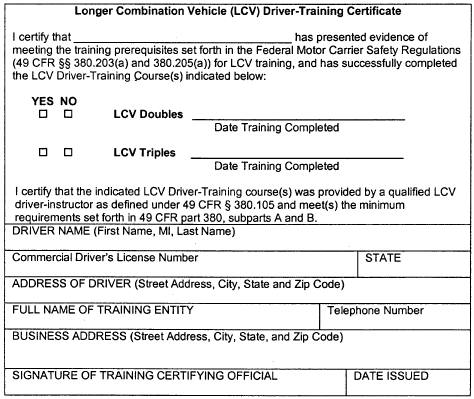 Longer Combination Vehicle (LCV) Driver-Training Certificate
I certify that ______________________________ has presented evidence of
meeting the training prerequisites set forth in the Federal Motor Carrier Safety Regulations
(49 CFR §§ 380.203(a) and 380.205(a)) for LCV training, and has successfully completed
the LCV Driver-Training Course(s) indicated below:
YES NO
☐ ☐ LCV Doubles ______________________________
Date Training Completed
☐ ☐ LCV Triples ______________________________
Date Training Completed
I certify that the indicated LCV Driver-Training course(s) was provided by a qualified LCV
driver-instructor as defined under 49 CFR § 380.105 and meet(s) the minimum
requirements set forth in 49 CFR part 380, subparts A and B.
DRIVER NAME (First Name, MI, Last Name)
Commercial Driver's License Number STATE
ADDRESS OF DRIVER (Street Address, City, State and Zip Code)
FULL NAME OF TRAINING ENTITY Telephone Number
BUSINESS ADDRESS (Street Address, City, State, and Zip Code)
SIGNATURE OF TRAINING CERTIFYING OFFICIAL DATE ISSUED